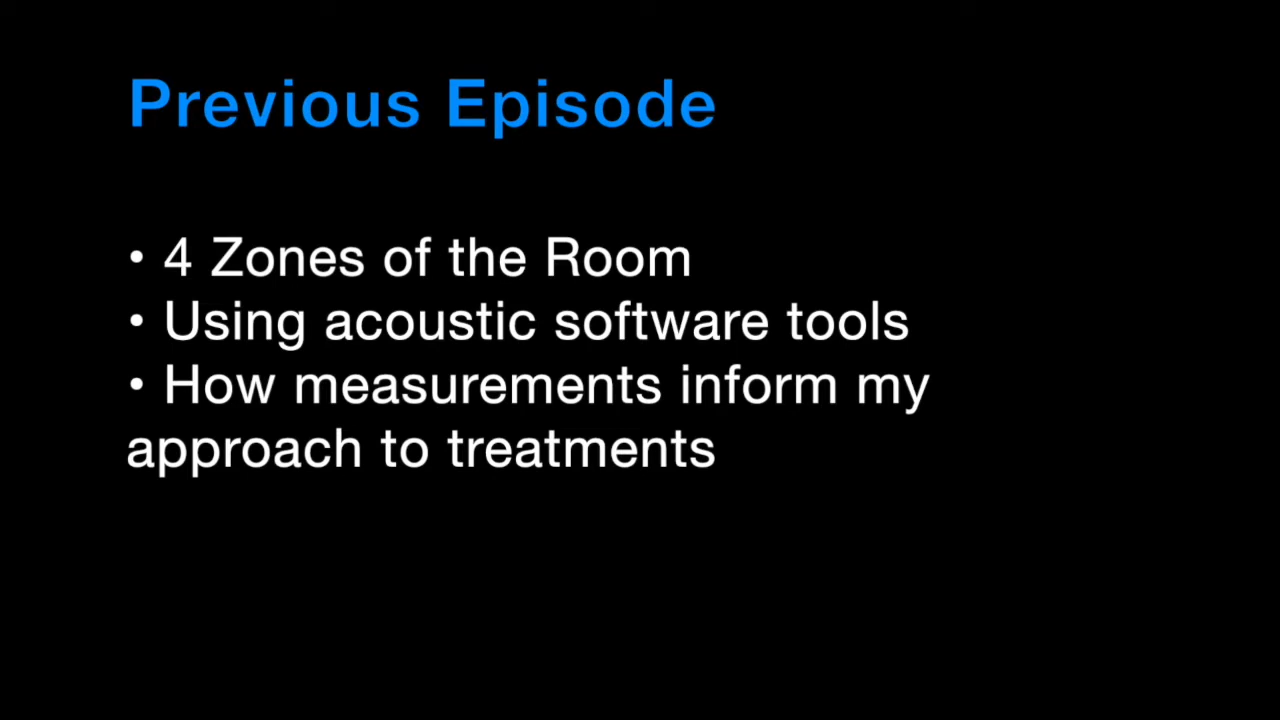 Previous Episode
• 4 Zones of the Room
• Using acoustic software tools
• How measurements inform my
approach to treatments